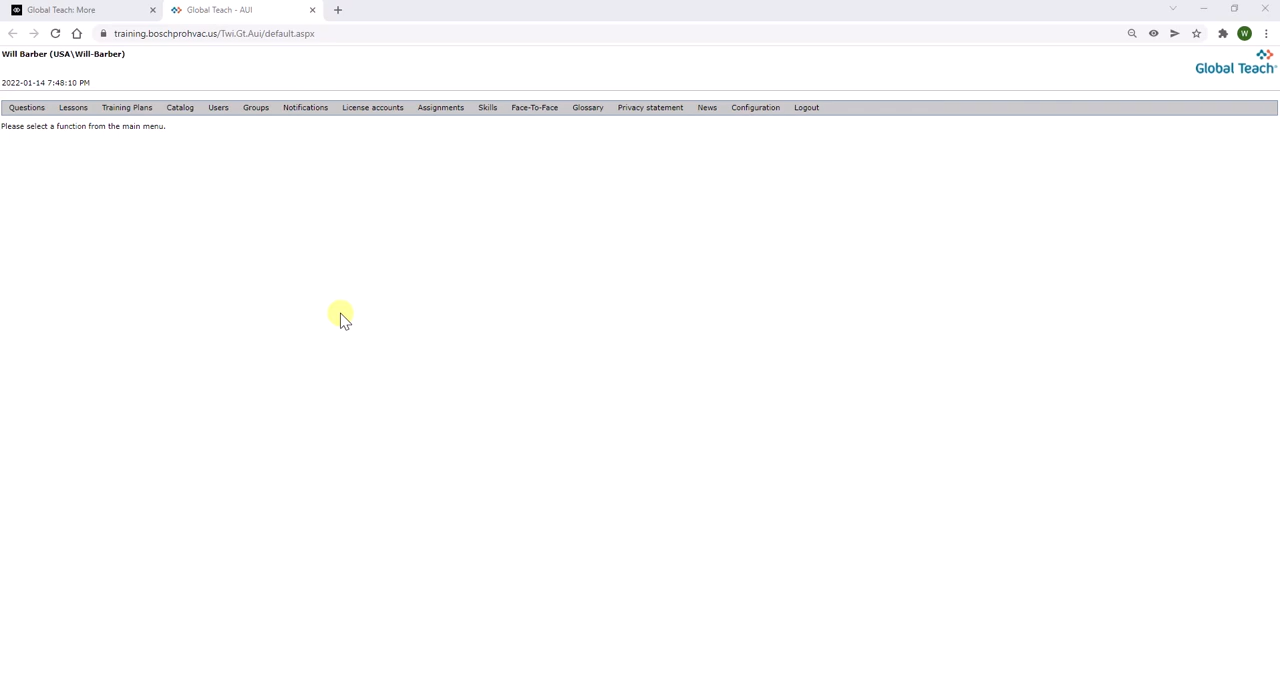 Global Teach: More
Global Teach - AUI
training.boschprohvac.us/Twi.Gt.Aui/default.aspx
W
Will Barber (USA\Will-Barber)
Global Teach
2022-01-14 7:48:10 PM
Questions Lessons Training Plans Catalog Users Groups Notifications License accounts Assignments Skills Face-To-Face Glossary Privacy statement News Configuration Logout
Please select a function from the main menu.